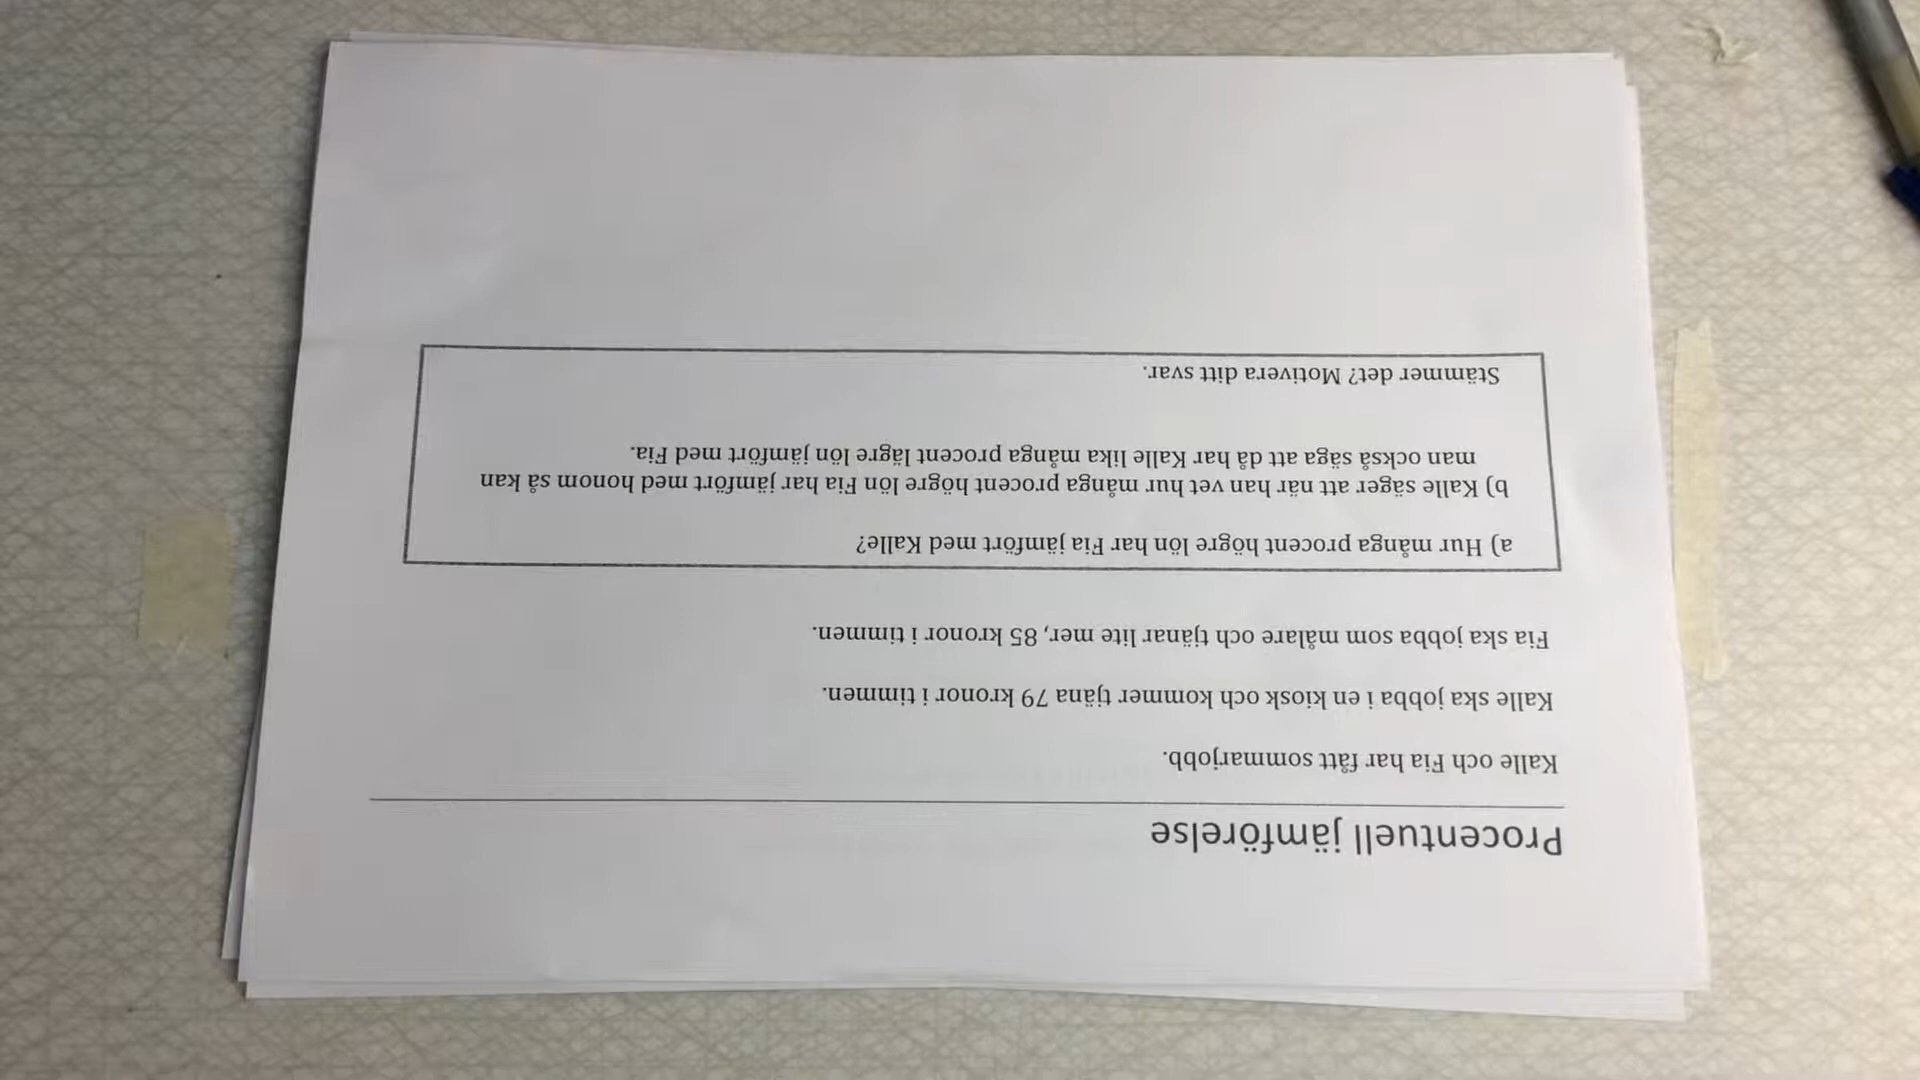 Procentuell jämförelse
Kalle och Fia har fått sommarjobb.
Kalle ska jobba i en kiosk och kommer tjäna 79 kronor i timmen.
Fia ska jobba som målare och tjänar lite mer, 85 kronor i timmen.
a) Hur många procent högre lön har Fia jämfört med Kalle?
b) Kalle säger att när han vet hur många procent högre lön Fia har jämfört med honom så kan
man också säga att då har Kalle lika många procent lägre lön jämfört med Fia.
Stämmer det? Motivera ditt svar.